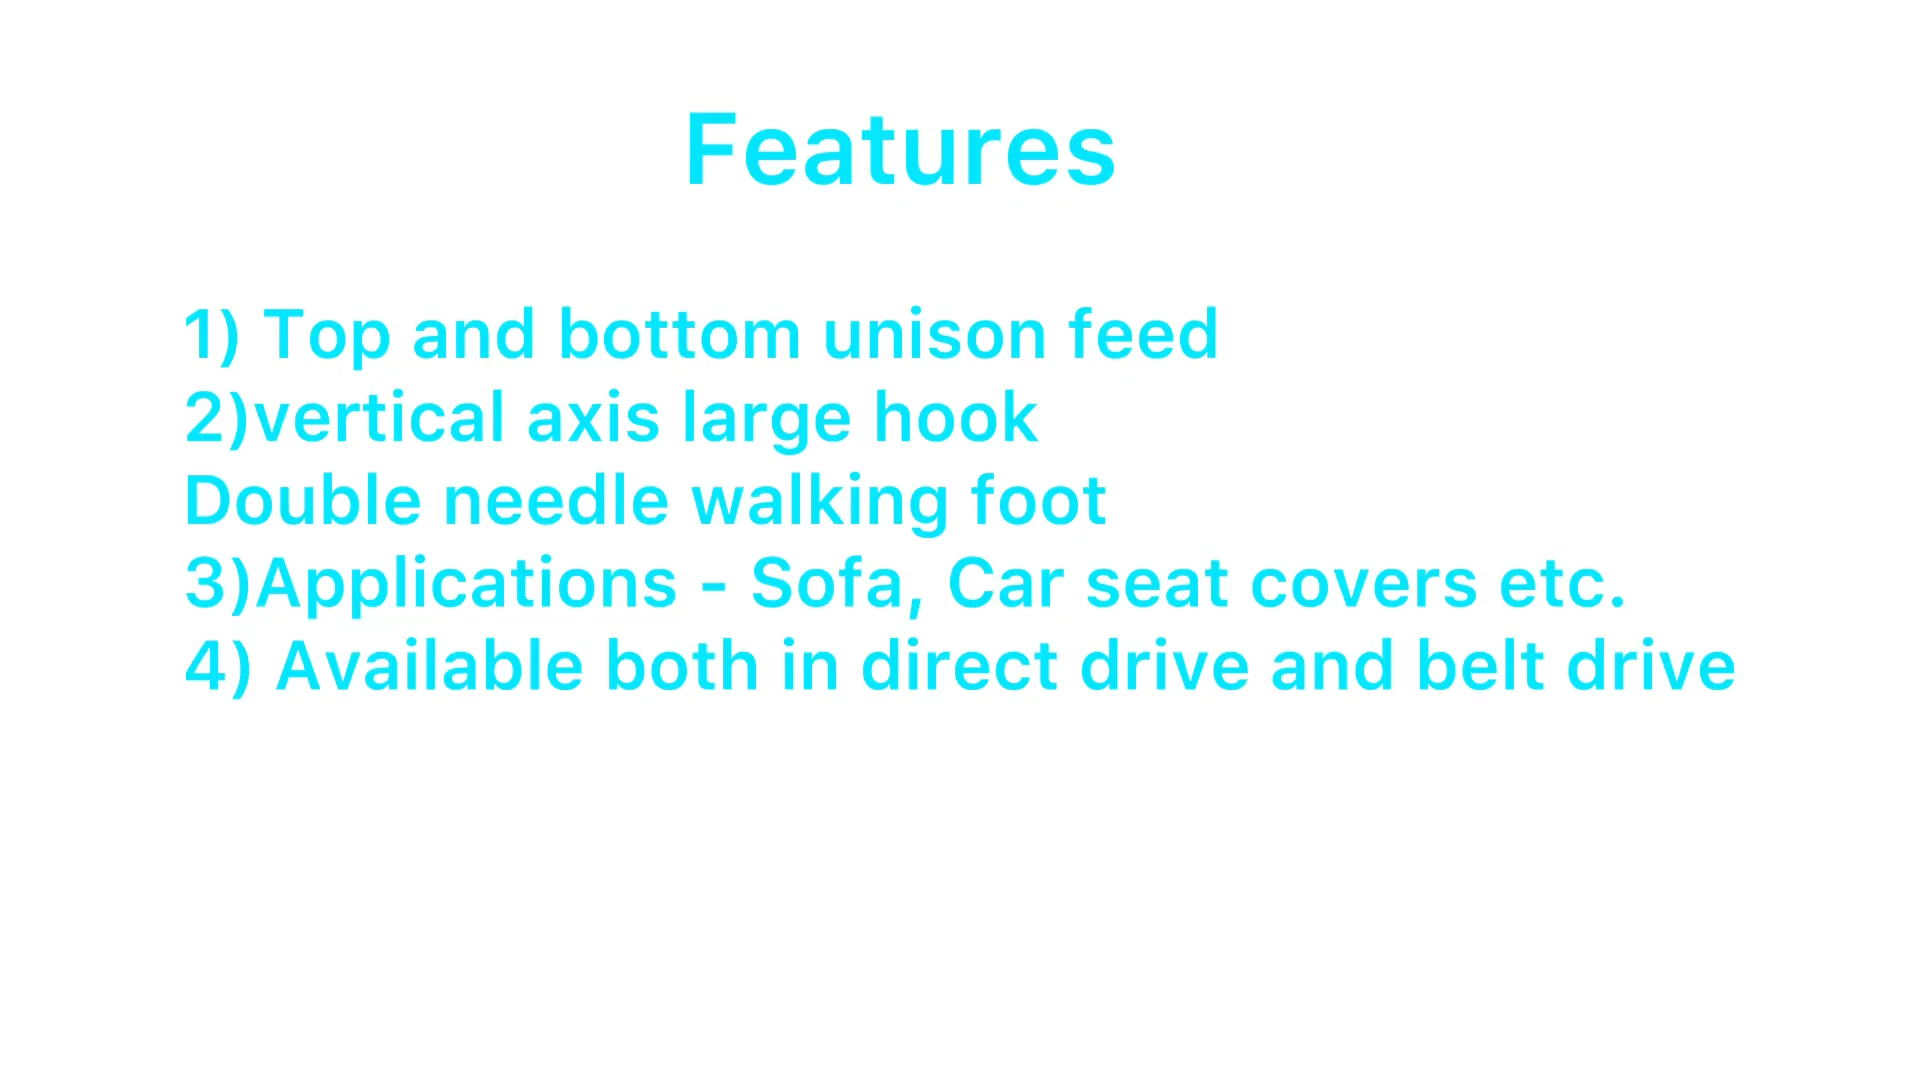 Features
1) Top and bottom unison feed
2)vertical axis large hook
Double needle walking foot
3)Applications - Sofa, Car seat covers etc.
4) Available both in direct drive and belt drive